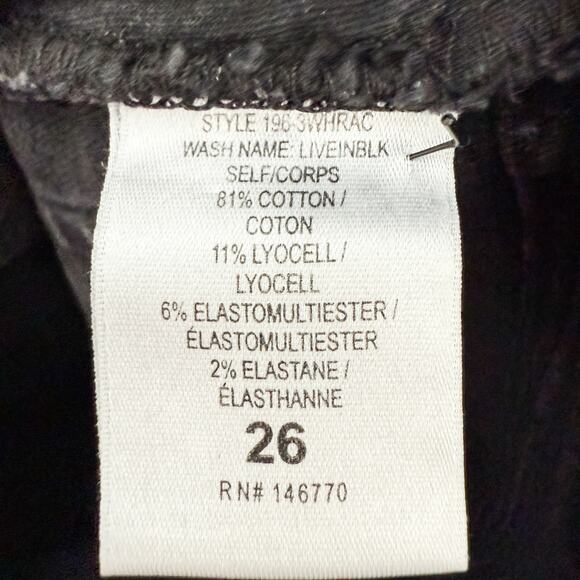 STYLE 196-3WHRAC
WASH NAME: LIVEINBLK
SELF/CORPS
81% COTTON /
COTON
11% LYOCELL /
LYOCELL
6% ELASTOMULTIESTER /
ÉLASTOMULTIESTER
2% ELASTANE /
ÉLASTHANNE
26
RN# 146770